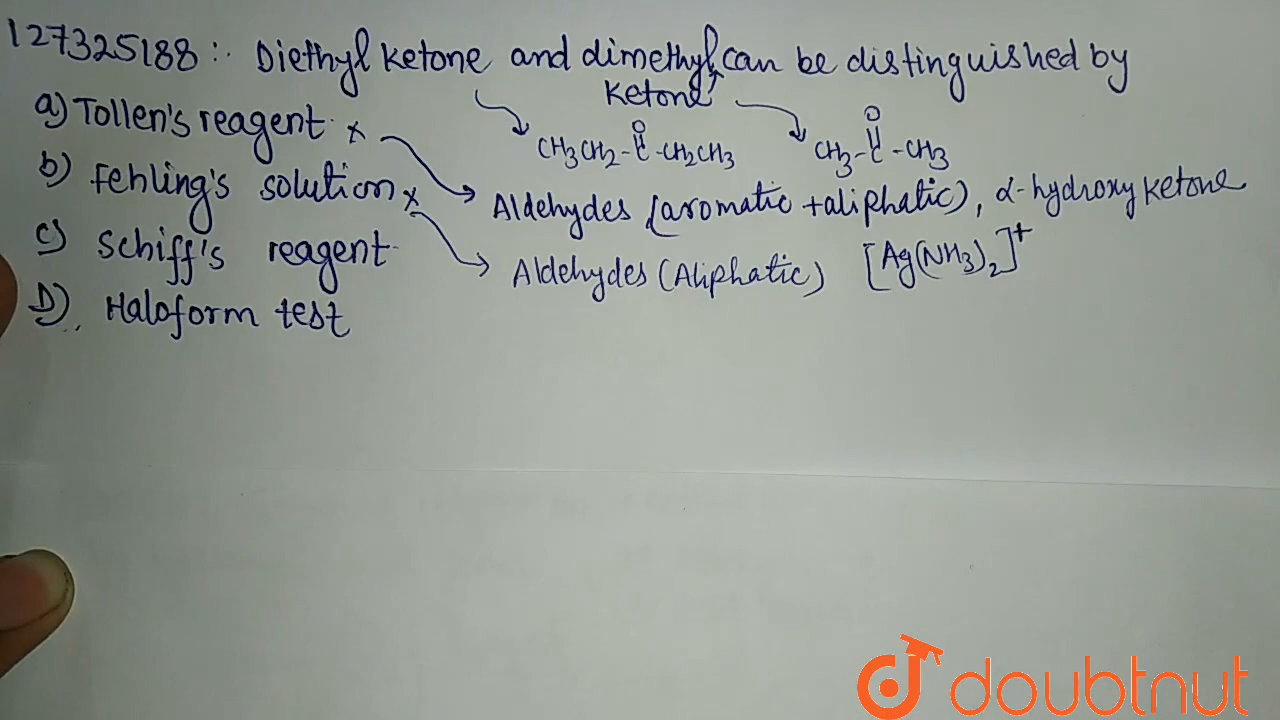 127325188:- Diethyl ketone and dimethyl, can be distinguished by
ketone
a) Tollen's reagent x
O O
CH3CH2-C-CH2CH3 CH3-C-CH3
b) Fehling's solution x
Aldehydes (aromatic + aliphatic), α-hydroxy ketone
c) Schiff's reagent
Aldehydes (Aliphatic) [Ag(NH3)2]+
D) Haloform test
doubtnut